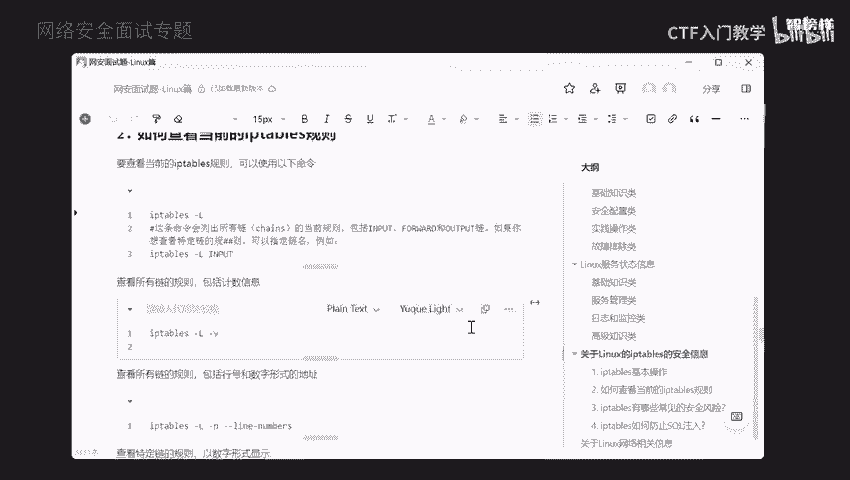 网络安全面试专题
CTF入门教学
bilibili
网安面试题-Linux篇
网安面试题-Linux篇
分享
15px
2. 如何查看当前的iptables规则
要查看当前的iptables规则，可以使用以下命令
1 iptables -L
2 #这条命令会列出所有链（chains）的当前规则，包括INPUT、FORWARD和OUTPUT链。如果你
想查看特定链的规##则，可以指定链名，例如：
3 iptables -L INPUT
查看所有链的规则，包括计数信息
Plain Text
Yuque Light
1 iptables -L -v
2
查看所有链的规则，包括行号和数字形式的地址
1 iptables -L -n --line-numbers
查看特定链的规则，以数字形式显示
大纲
基础知识类
安全配置类
实践操作类
故障排除类
Linux服务状态信息
基础知识类
服务管理类
日志和监控类
高级知识类
关于Linux的iptables的安全信息
1. iptables基本操作
2. 如何查看当前的iptables规则
3. iptables有哪些常见的安全风险？
4. iptables如何防止SQL注入？
关于Linux网络相关信息